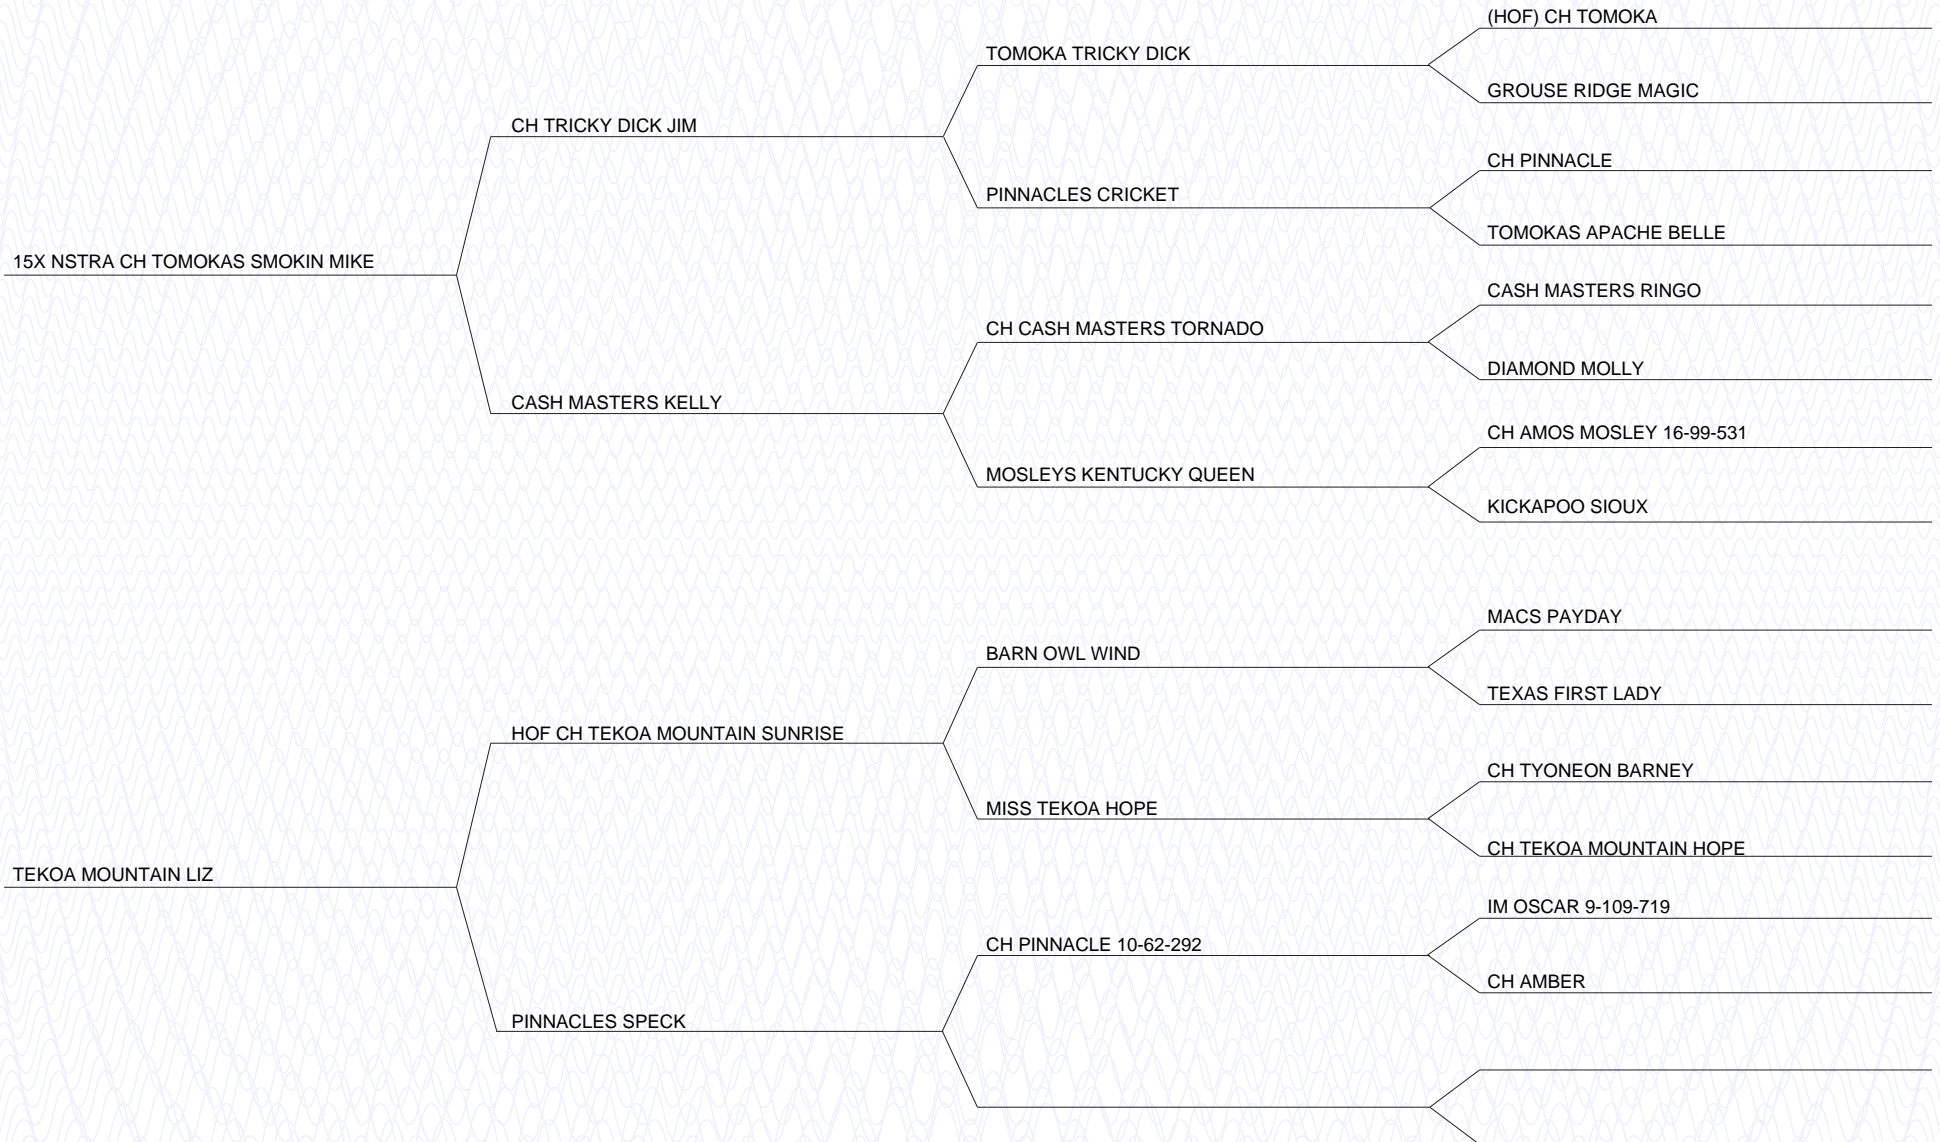 (HOF) CH TOMOKA
TOMOKA TRICKY DICK
GROUSE RIDGE MAGIC
CH TRICKY DICK JIM
CH PINNACLE
PINNACLES CRICKET
TOMOKAS APACHE BELLE
15X NSTRA CH TOMOKAS SMOKIN MIKE
CASH MASTERS RINGO
CH CASH MASTERS TORNADO
DIAMOND MOLLY
CASH MASTERS KELLY
CH AMOS MOSLEY 16-99-531
MOSLEYS KENTUCKY QUEEN
KICKAPOO SIOUX
MACS PAYDAY
BARN OWL WIND
TEXAS FIRST LADY
HOF CH TEKOA MOUNTAIN SUNRISE
CH TYONEON BARNEY
MISS TEKOA HOPE
CH TEKOA MOUNTAIN HOPE
TEKOA MOUNTAIN LIZ
IM OSCAR 9-109-719
CH PINNACLE 10-62-292
CH AMBER
PINNACLES SPECK